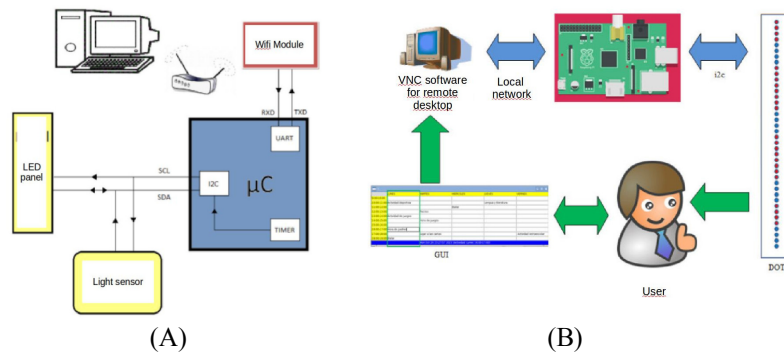 Wifi Module
RXD
TXD
UART
µC
I2C
TIMER
SCL
SDA
LED
panel
Light sensor
(A)
VNC software
for remote
desktop
Local
network
i2c
GUI
User
DOT
(B)